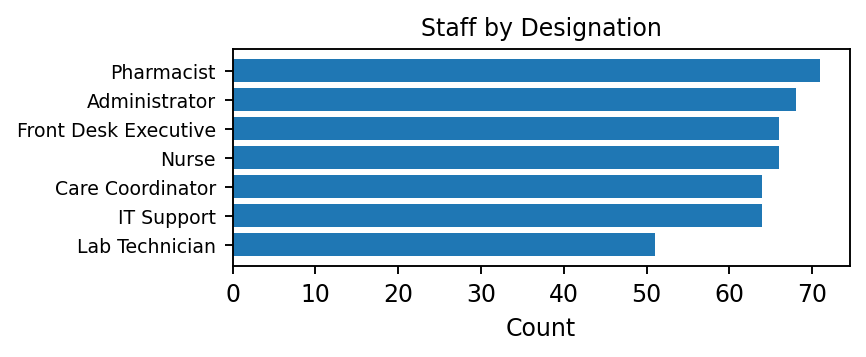 Staff by Designation
Pharmacist
Administrator
Front Desk Executive
Nurse
Care Coordinator
IT Support
Lab Technician
0 10 20 30 40 50 60 70
Count